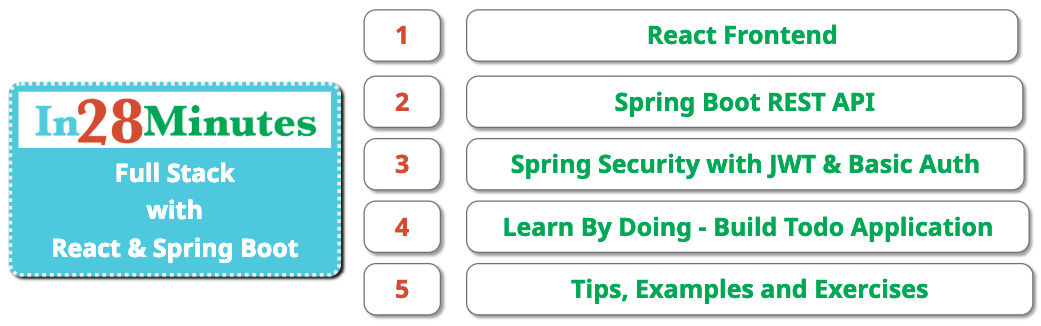 In28Minutes
Full Stack
with
React & Spring Boot
1 React Frontend
2 Spring Boot REST API
3 Spring Security with JWT & Basic Auth
4 Learn By Doing - Build Todo Application
5 Tips, Examples and Exercises